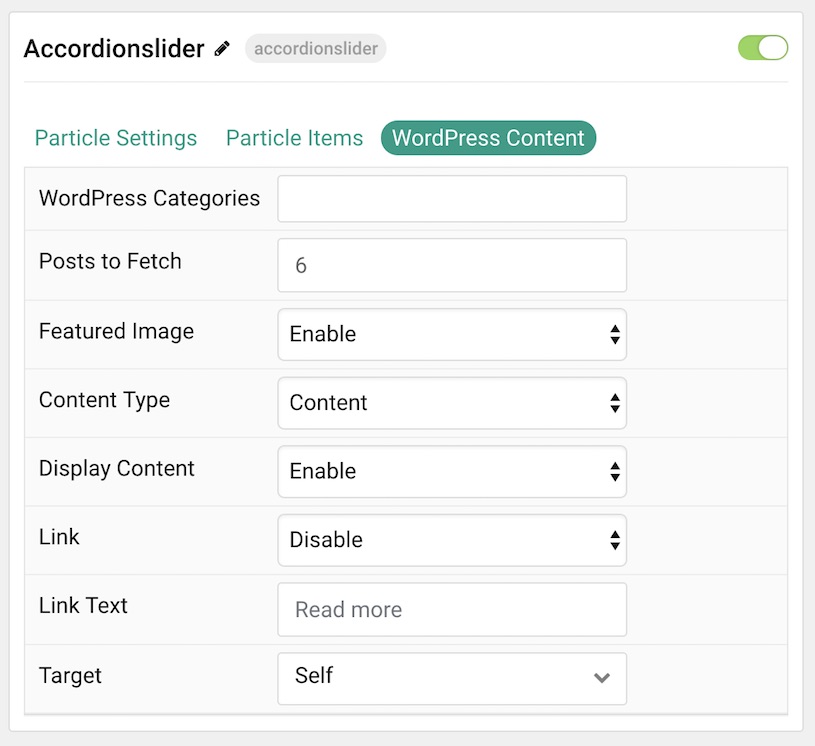 Accordionslider accordionslider
Particle Settings Particle Items WordPress Content
WordPress Categories
Posts to Fetch 6
Featured Image Enable
Content Type Content
Display Content Enable
Link Disable
Link Text Read more
Target Self